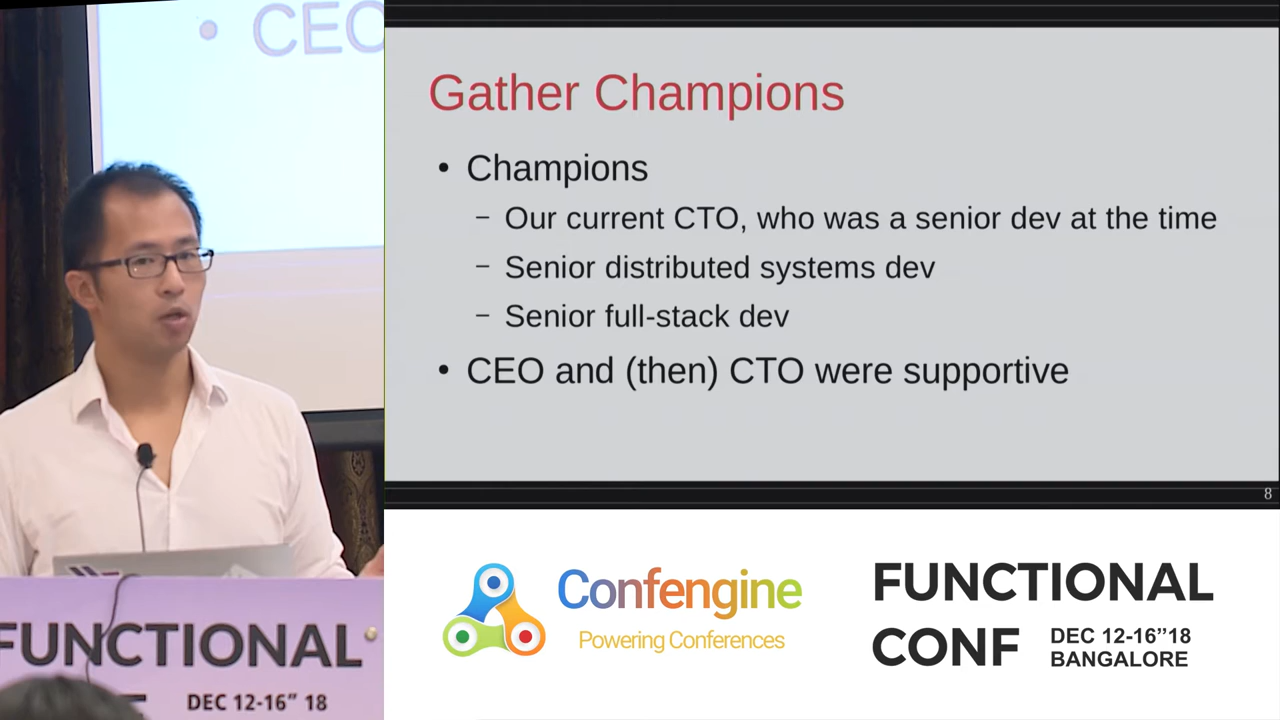 • CEO
Gather Champions
• Champions
– Our current CTO, who was a senior dev at the time
– Senior distributed systems dev
– Senior full-stack dev
• CEO and (then) CTO were supportive
8
Confengine
Powering Conferences
FUNCTIONAL
CONF
DEC 12-16”18
BANGALORE
FUNCTIONAL
DEC 12-16” 18